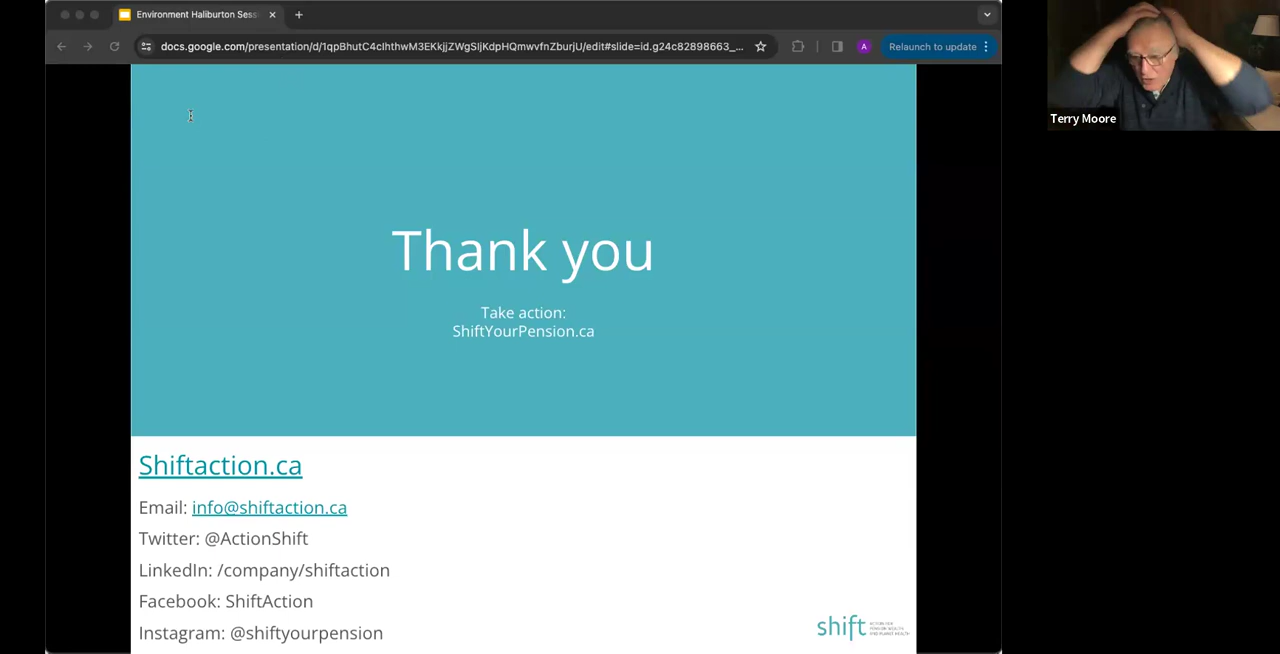 Environment Haliburton Sess
docs.google.com/presentation/d/1qpBhutC4cIhthwM3EKkjjZWgSIjKdpHQmwvfnZburjU/edit#slide=id.g24c82898663_...
A
Relaunch to update
Terry Moore
Thank you
Take action:
ShiftYourPension.ca
Shiftaction.ca
Email: info@shiftaction.ca
Twitter: @ActionShift
LinkedIn: /company/shiftaction
Facebook: ShiftAction
Instagram: @shiftyourpension
shift